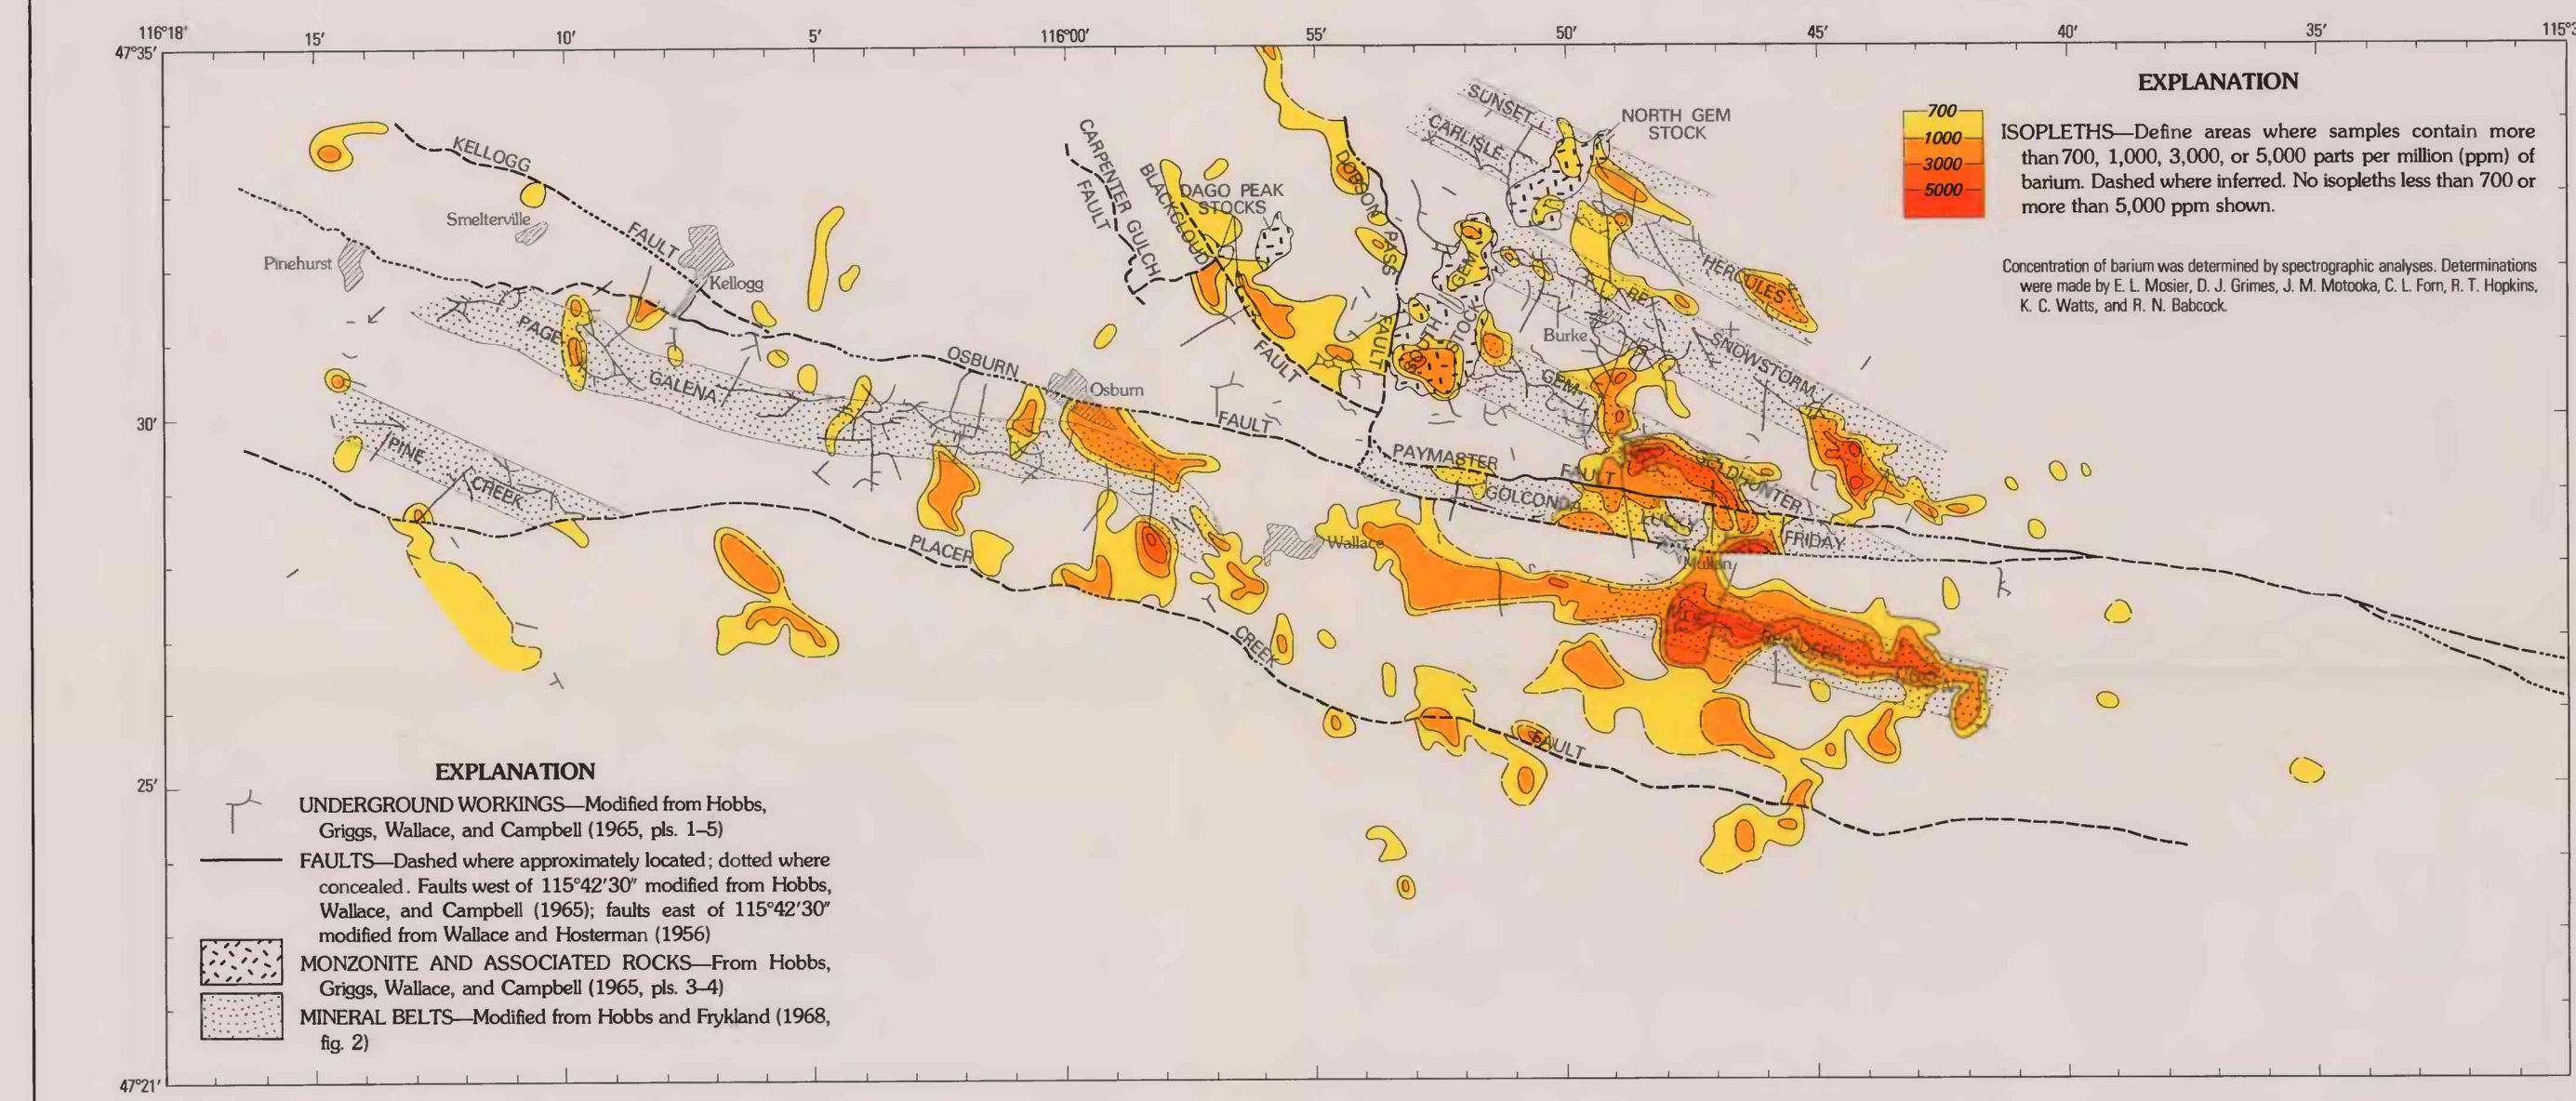 116°18′
15′
10′
5′
116°00′
55′
50′
45′
40′
35′
47°35′
30′
25′
47°21′
EXPLANATION
700
1000
3000
5000
ISOPLETHS—Define areas where samples contain more
than 700, 1,000, 3,000, or 5,000 parts per million (ppm) of
barium. Dashed where inferred. No isopleths less than 700 or
more than 5,000 ppm shown.
Concentration of barium was determined by spectrographic analyses. Determinations
were made by E. L. Mosier, D. J. Grimes, J. M. Motooka, C. L. Forn, R. T. Hopkins,
K. C. Watts, and R. N. Babcock.
SUNSET
CARLISLE
NORTH GEM
STOCK
HERCULES
KELLOGG
FAULT
Smelterville
Pinehurst
Kellogg
CARPENTER GULCH
FAULT
BLACKCLOUD
FAULT
DAGO PEAK
STOCKS
DOBSON
PASS
FAULT
GEM
STOCK
Burke
SNOWSTORM
GEM
PAGE
GALENA
OSBURN
FAULT
Osburn
PINE
CREEK
PAYMASTER
FAULT
GOLCONDA
GOLDHUNTER
LUCKY
FRIDAY
Mullan
Wallace
PLACER
CREEK
FAULT
EXPLANATION
UNDERGROUND WORKINGS—Modified from Hobbs,
Griggs, Wallace, and Campbell (1965, pls. 1–5)
FAULTS—Dashed where approximately located; dotted where
concealed. Faults west of 115°42′30″ modified from Hobbs,
Wallace, and Campbell (1965); faults east of 115°42′30″
modified from Wallace and Hosterman (1956)
MONZONITE AND ASSOCIATED ROCKS—From Hobbs,
Griggs, Wallace, and Campbell (1965, pls. 3–4)
MINERAL BELTS—Modified from Hobbs and Frykland (1968,
fig. 2)